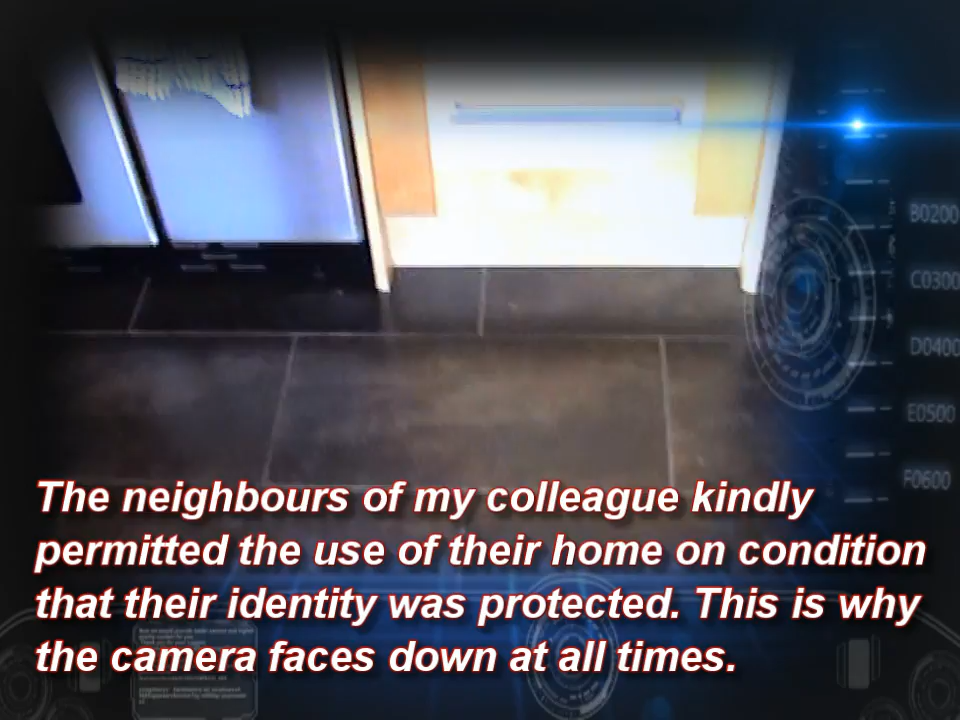 B0200
C0300
D0400
E0500
F0600
The neighbours of my colleague kindly
permitted the use of their home on condition
that their identity was protected. This is why
the camera faces down at all times.